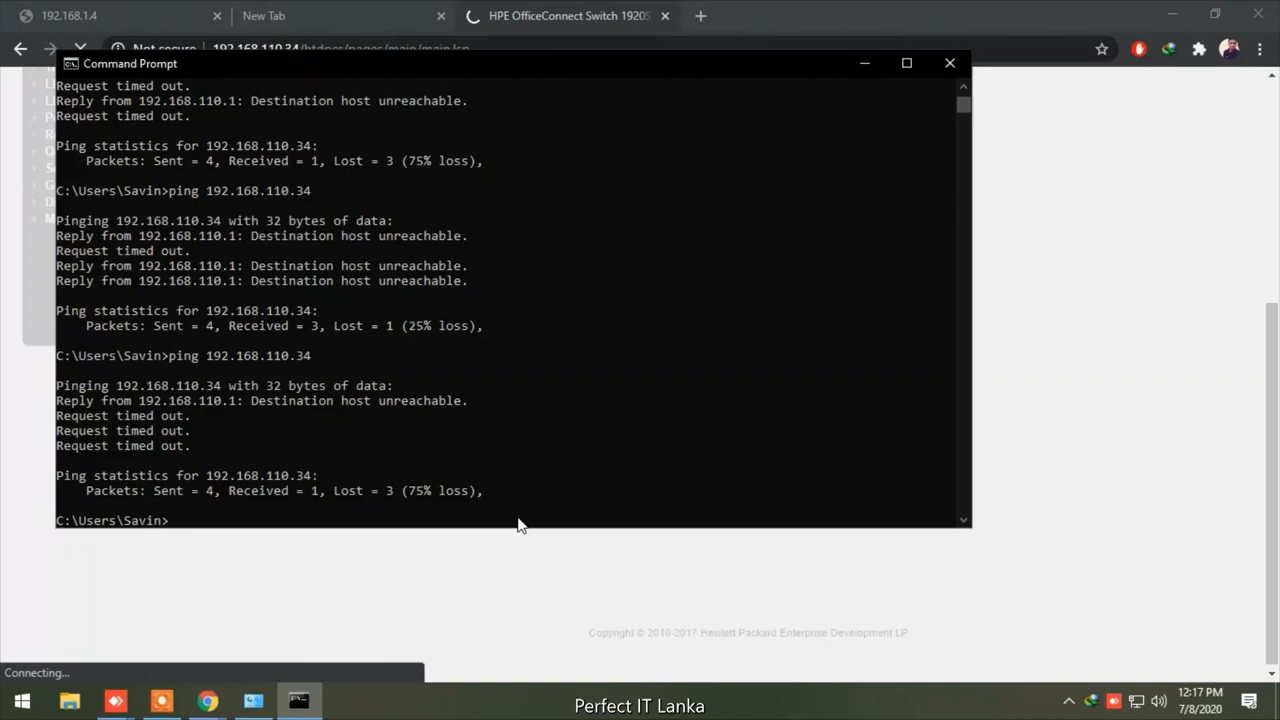 192.168.1.4
New Tab
HPE OfficeConnect Switch 1920S
Not secure 192.168.110.34/htdocs/pages/main/main.lsp
Command Prompt
Request timed out.
Reply from 192.168.110.1: Destination host unreachable.
Request timed out.
Ping statistics for 192.168.110.34:
Packets: Sent = 4, Received = 1, Lost = 3 (75% loss),
C:\Users\Savin>ping 192.168.110.34
Pinging 192.168.110.34 with 32 bytes of data:
Reply from 192.168.110.1: Destination host unreachable.
Request timed out.
Reply from 192.168.110.1: Destination host unreachable.
Reply from 192.168.110.1: Destination host unreachable.
Ping statistics for 192.168.110.34:
Packets: Sent = 4, Received = 3, Lost = 1 (25% loss),
C:\Users\Savin>ping 192.168.110.34
Pinging 192.168.110.34 with 32 bytes of data:
Reply from 192.168.110.1: Destination host unreachable.
Request timed out.
Request timed out.
Request timed out.
Ping statistics for 192.168.110.34:
Packets: Sent = 4, Received = 1, Lost = 3 (75% loss),
C:\Users\Savin>
Copyright © 2010-2017 Hewlett Packard Enterprise Development LP.
Connecting...
12:17 PM
7/8/2020
Perfect IT Lanka